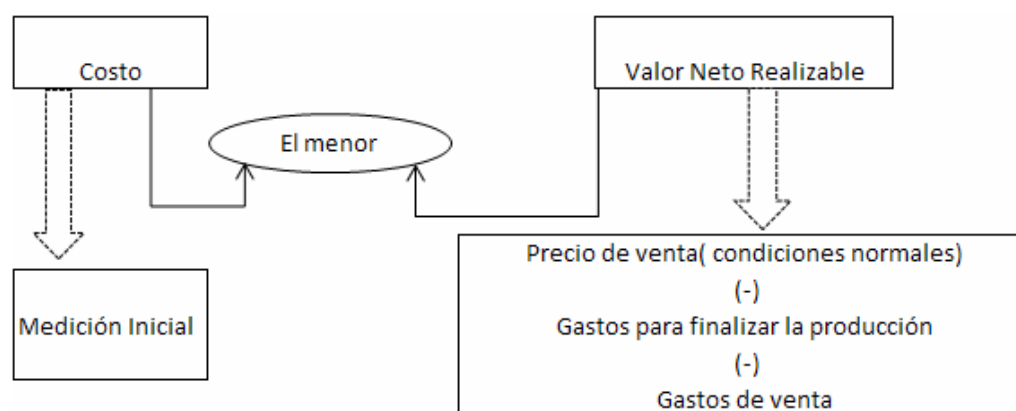 Costo
Valor Neto Realizable
El menor
Medición Inicial
Precio de venta( condiciones normales)
(-)
Gastos para finalizar la producción
(-)
Gastos de venta